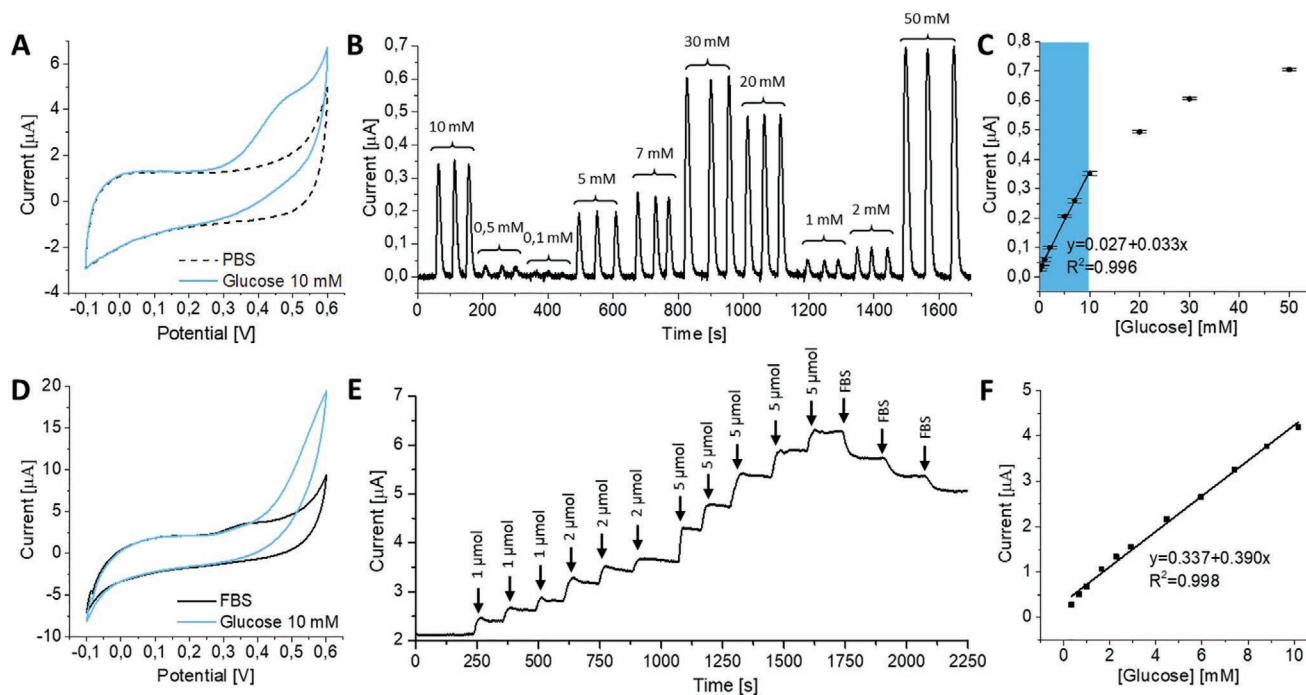 A
Current [µA]
6
4
2
0
-2
-4
-0,1 0,0 0,1 0,2 0,3 0,4 0,5 0,6
Potential [V]
PBS
Glucose 10 mM
B
Current [µA]
0,7
0,6
0,5
0,4
0,3
0,2
0,1
0,0
10 mM
0,5 mM
0,1 mM
5 mM
7 mM
30 mM
20 mM
1 mM
2 mM
50 mM
0 200 400 600 800 1000 1200 1400 1600
Time [s]
C
Current [µA]
0,8
0,7
0,6
0,5
0,4
0,3
0,2
0,1
0,0
y=0.027+0.033x
R²=0.996
0 10 20 30 40 50
[Glucose] [mM]
D
Current [µA]
20
15
10
5
0
-5
-10
-0,1 0,0 0,1 0,2 0,3 0,4 0,5 0,6
Potential [V]
FBS
Glucose 10 mM
E
Current [µA]
7
6
5
4
3
2
1 µmol
1 µmol
1 µmol
2 µmol
2 µmol
2 µmol
5 µmol
5 µmol
5 µmol
5 µmol
5 µmol
FBS
FBS
FBS
0 250 500 750 1000 1250 1500 1750 2000 2250
Time [s]
F
Current [µA]
5
4
3
2
1
0
y=0.337+0.390x
R²=0.998
0 2 4 6 8 10
[Glucose] [mM]